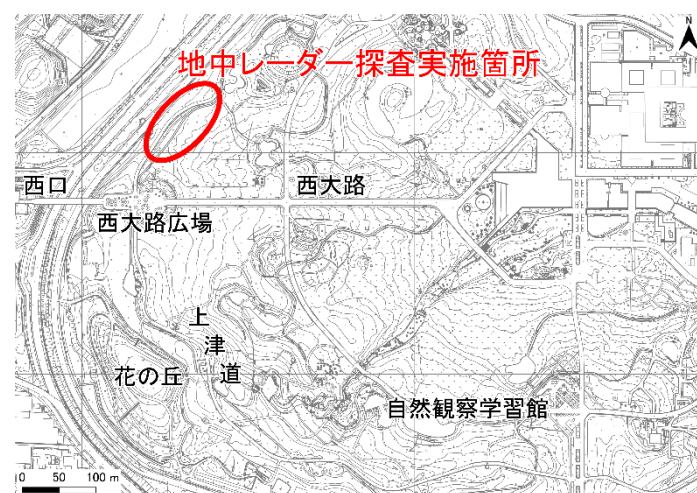 N
地中レーダー探査実施箇所
西口
西大路
西大路広場
上
津
道
花の丘
自然観察学習館
0 50 100 m